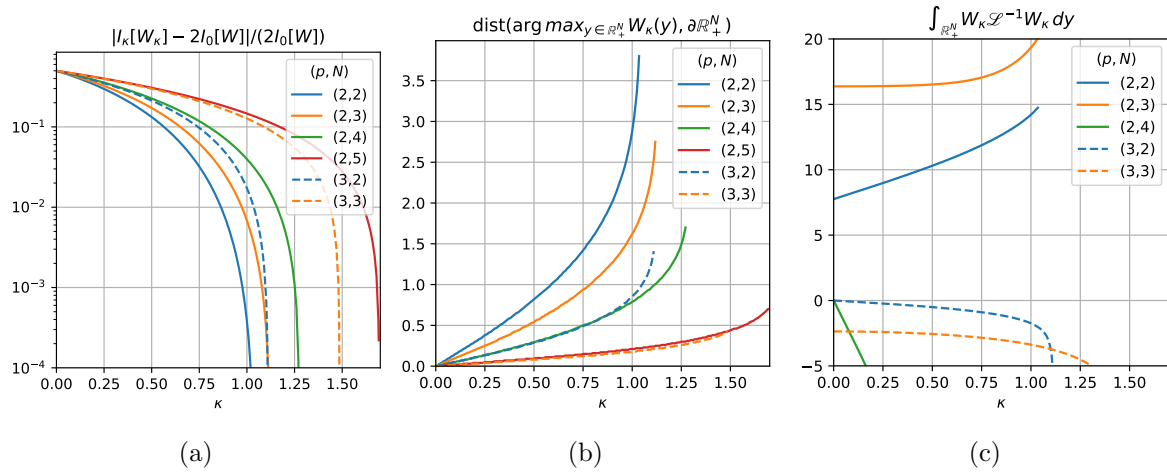 |I_κ[W_κ] − 2I_0[W]|/(2I_0[W])
10^{-1}
10^{-2}
10^{-3}
10^{-4}
0.00 0.25 0.50 0.75 1.00 1.25 1.50
κ
(p, N)
(2,2)
(2,3)
(2,4)
(2,5)
(3,2)
(3,3)
(a)
dist(arg max_{y∈ℝ_+^N} W_κ(y), ∂ℝ_+^N)
3.5
3.0
2.5
2.0
1.5
1.0
0.5
0.0
0.00 0.25 0.50 0.75 1.00 1.25 1.50
κ
(p, N)
(2,2)
(2,3)
(2,4)
(2,5)
(3,2)
(3,3)
(b)
∫_{ℝ_+^N} W_κ ℒ^{-1} W_κ dy
20
15
10
5
0
−5
0.00 0.25 0.50 0.75 1.00 1.25 1.50
κ
(p, N)
(2,2)
(2,3)
(2,4)
(3,2)
(3,3)
(c)